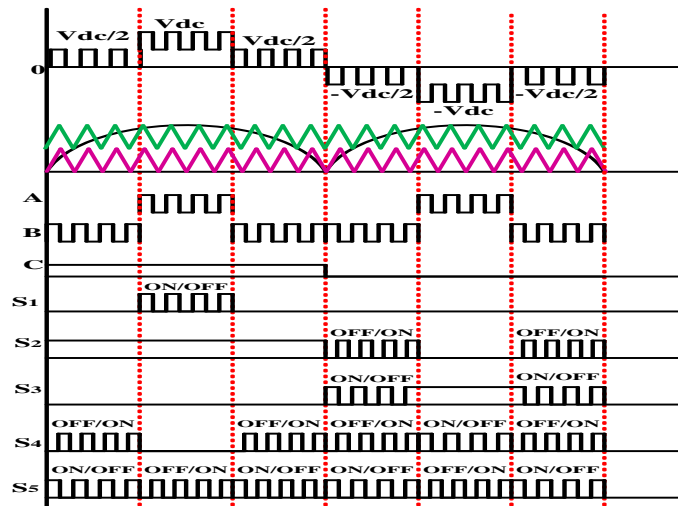 Vdc
Vdc/2 Vdc/2
0
-Vdc/2 -Vdc -Vdc/2
A
B
C
S1 ON/OFF
S2 OFF/ON OFF/ON
S3 ON/OFF ON/OFF
S4 OFF/ON OFF/ON OFF/ON ON/OFF OFF/ON
S5 ON/OFF OFF/ON ON/OFF ON/OFF OFF/ON ON/OFF